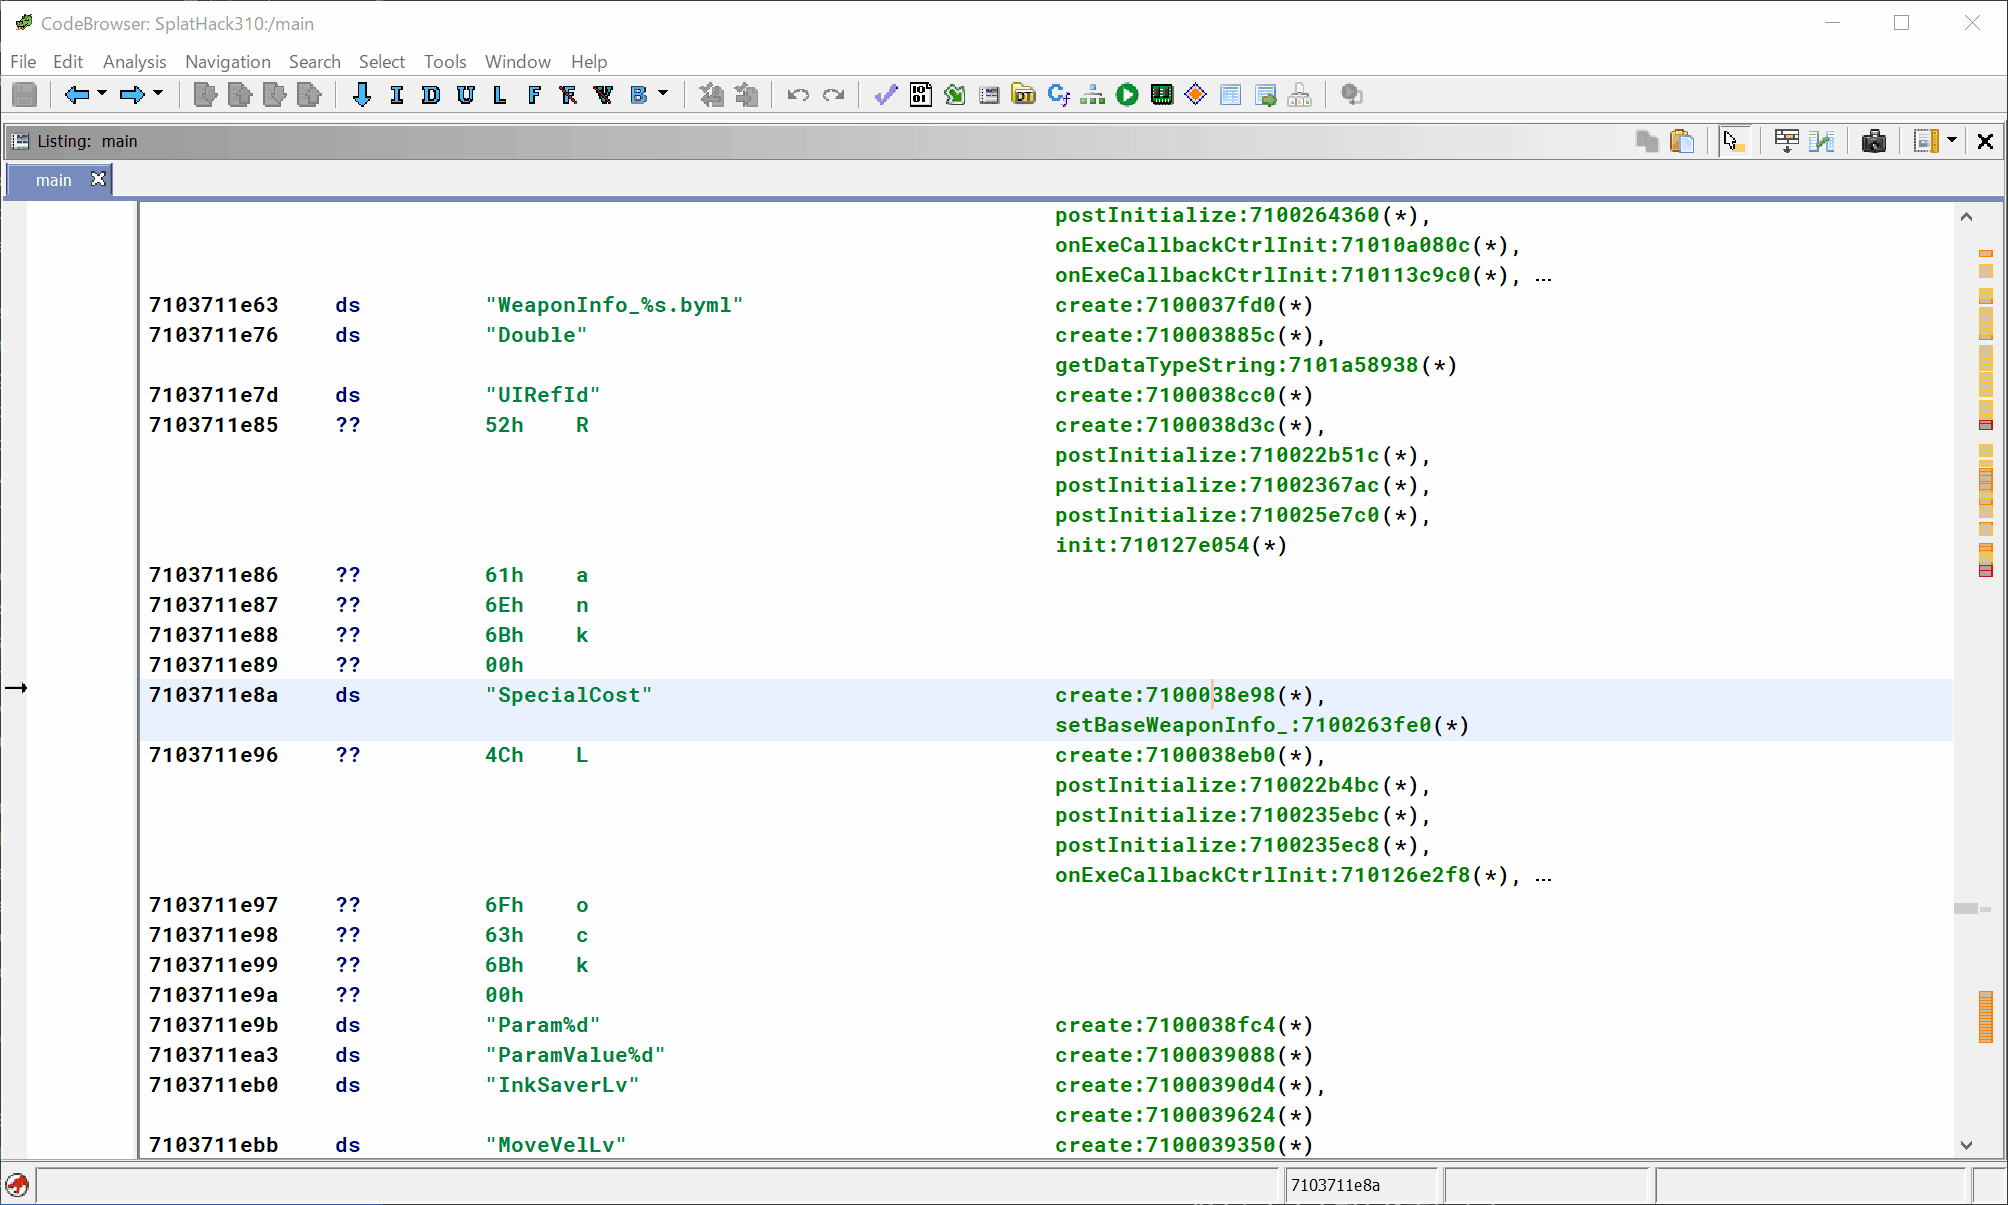 CodeBrowser: SplatHack310:/main
File Edit Analysis Navigation Search Select Tools Window Help
I D U L F B
Listing: main
main
postInitialize:7100264360(*),
onExeCallbackCtrlInit:71010a080c(*),
onExeCallbackCtrlInit:710113c9c0(*), ...
7103711e63 ds "WeaponInfo_%s.byml" create:7100037fd0(*)
7103711e76 ds "Double" create:710003885c(*),
getDataTypeString:7101a58938(*)
7103711e7d ds "UIRefId" create:7100038cc0(*)
7103711e85 ?? 52h R create:7100038d3c(*),
postInitialize:710022b51c(*),
postInitialize:71002367ac(*),
postInitialize:710025e7c0(*),
init:710127e054(*)
7103711e86 ?? 61h a
7103711e87 ?? 6Eh n
7103711e88 ?? 6Bh k
7103711e89 ?? 00h
7103711e8a ds "SpecialCost" create:7100038e98(*),
setBaseWeaponInfo_:7100263fe0(*)
7103711e96 ?? 4Ch L create:7100038eb0(*),
postInitialize:710022b4bc(*),
postInitialize:7100235ebc(*),
postInitialize:7100235ec8(*),
onExeCallbackCtrlInit:710126e2f8(*), ...
7103711e97 ?? 6Fh o
7103711e98 ?? 63h c
7103711e99 ?? 6Bh k
7103711e9a ?? 00h
7103711e9b ds "Param%d" create:7100038fc4(*)
7103711ea3 ds "ParamValue%d" create:7100039088(*)
7103711eb0 ds "InkSaverLv" create:71000390d4(*),
create:7100039624(*)
7103711ebb ds "MoveVelLv" create:7100039350(*)
7103711e8a